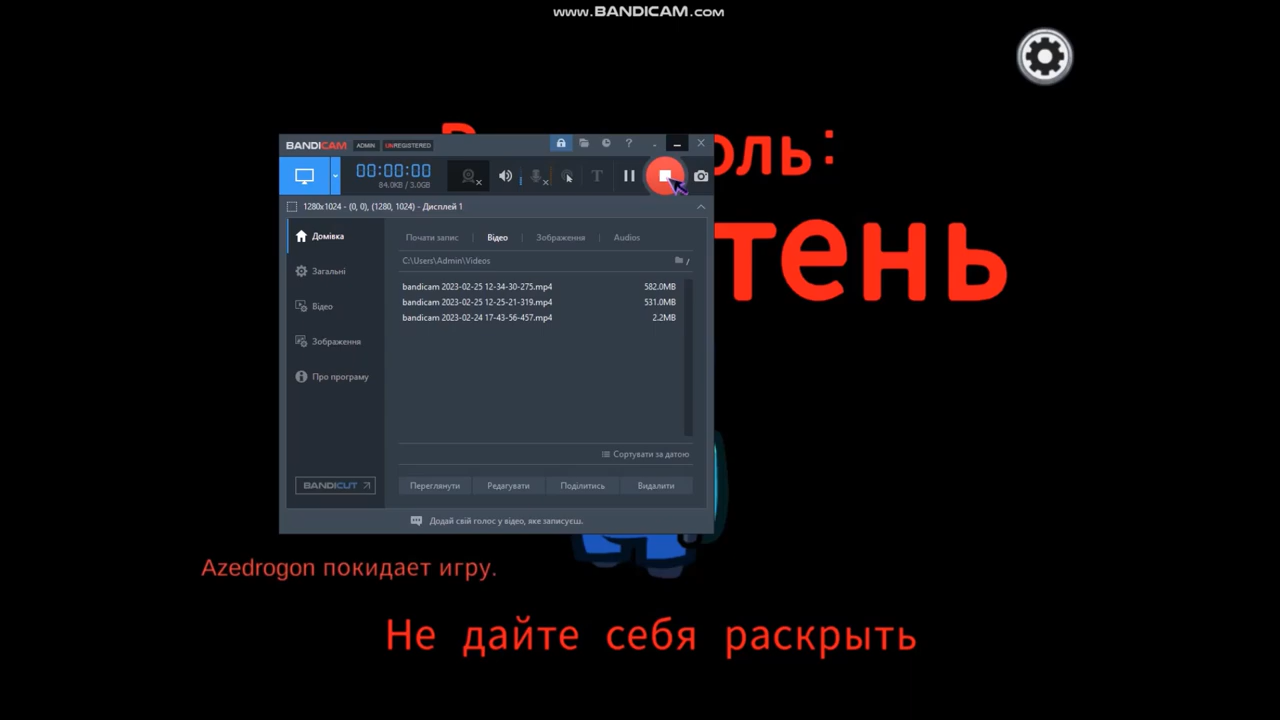 www.BANDICAM.com
BANDICAM ADMIN UNREGISTERED
?
00:00:00
84.0KB / 3.0GB
T
оль:
1280x1024 - (0, 0), (1280, 1024) - Дисплей 1
тень
Домівка
Загальні
Відео
Зображення
Про програму
BANDICUT
Почати запис
Відео
Зображення
Audios
C:\Users\Admin\Videos
bandicam 2023-02-25 12-34-30-275.mp4 582.0MB
bandicam 2023-02-25 12-25-21-319.mp4 531.0MB
bandicam 2023-02-24 17-43-56-457.mp4 2.2MB
Сортувати за датою
Переглянути
Редагувати
Поділитись
Видалити
Додай свій голос у відео, яке записуєш.
Azedrogon покидает игру.
Не дайте себя раскрыть